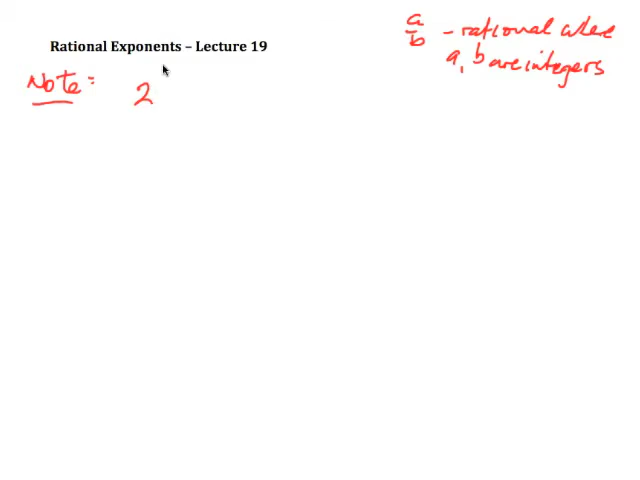 a/b - rational where
a, b are integers
Rational Exponents – Lecture 19
Note: 2